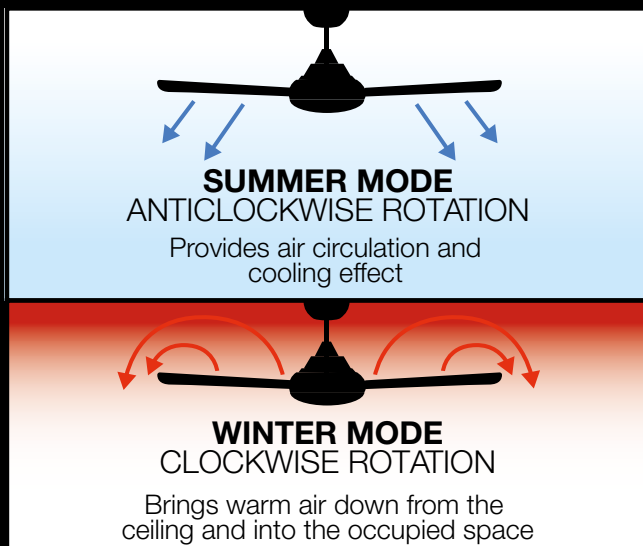 SUMMER MODE
ANTICLOCKWISE ROTATION
Provides air circulation and
cooling effect
WINTER MODE
CLOCKWISE ROTATION
Brings warm air down from the
ceiling and into the occupied space